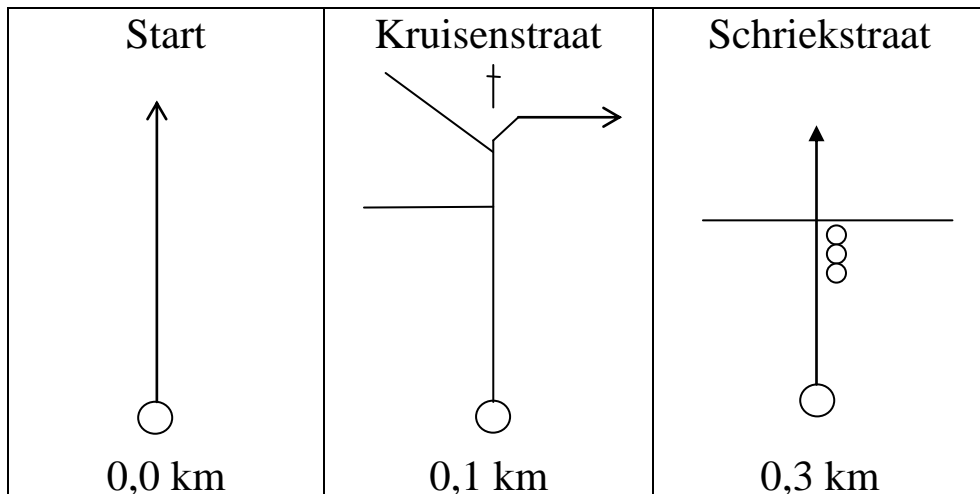 Start
Kruisenstraat
Schriekstraat
0,0 km
0,1 km
0,3 km